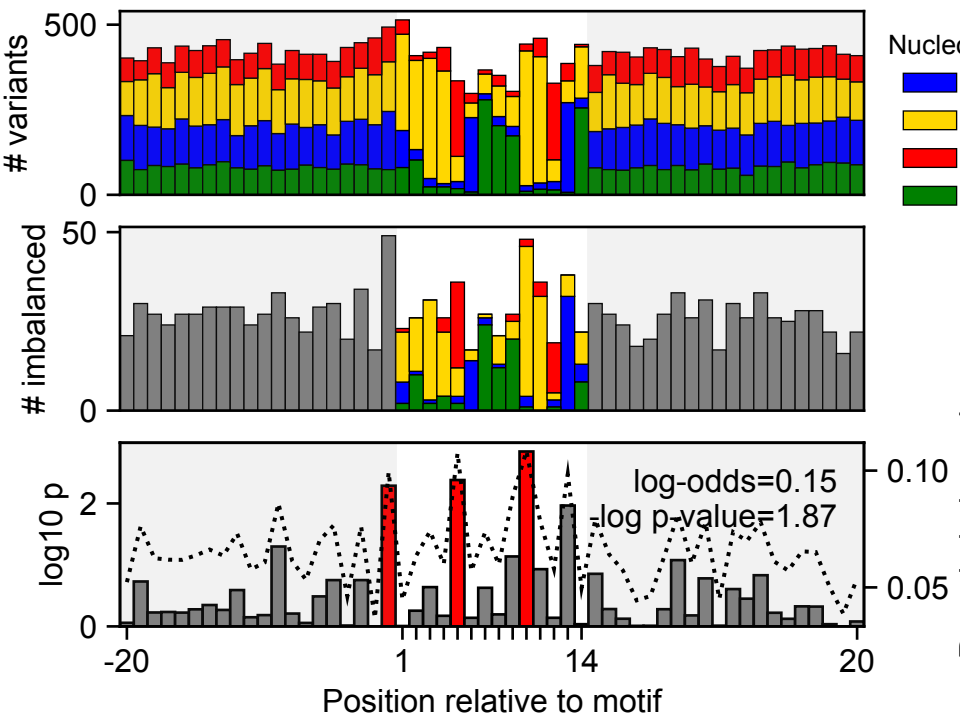 # variants
500
0
Nucleo
# imbalanced
50
0
log10 p
2
0
log-odds=0.15
-log p-value=1.87
0.10
0.05
-20
1
14
20
Position relative to motif